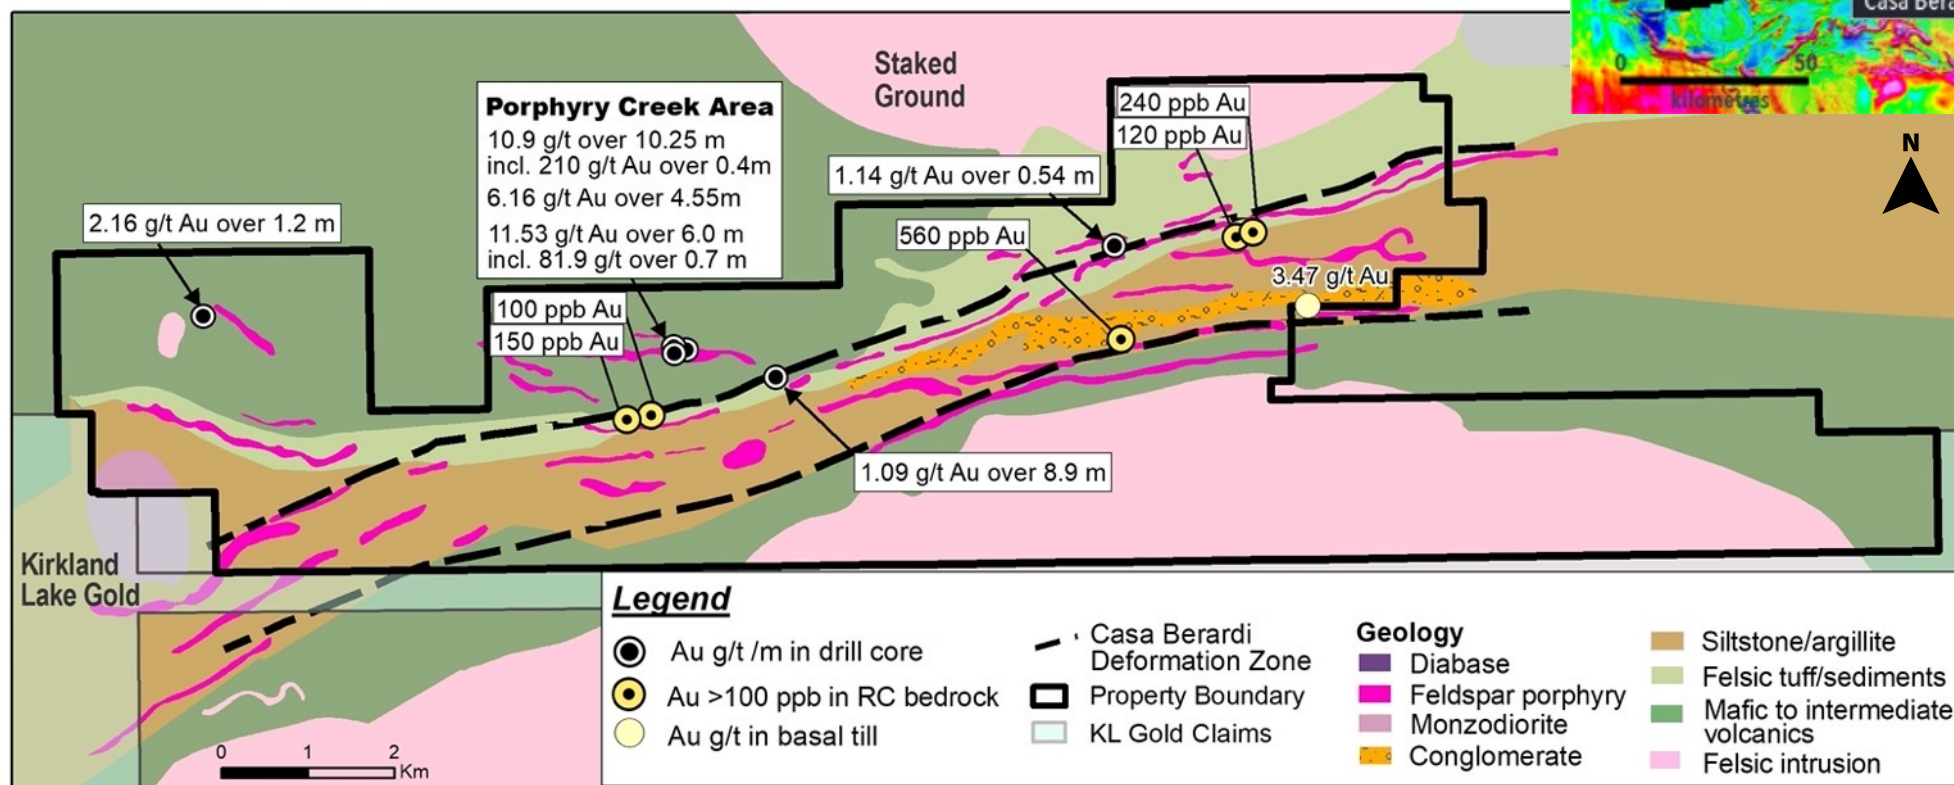 Casa Bera
0 50
kilometres
N
Staked
Ground
Porphyry Creek Area
10.9 g/t over 10.25 m
incl. 210 g/t Au over 0.4m
6.16 g/t Au over 4.55m
11.53 g/t Au over 6.0 m
incl. 81.9 g/t over 0.7 m
240 ppb Au
120 ppb Au
1.14 g/t Au over 0.54 m
2.16 g/t Au over 1.2 m
560 ppb Au
3.47 g/t Au
100 ppb Au
150 ppb Au
1.09 g/t Au over 8.9 m
Kirkland
Lake Gold
0 1 2
Km
Legend
Au g/t /m in drill core
Au >100 ppb in RC bedrock
Au g/t in basal till
Casa Berardi
Deformation Zone
Property Boundary
KL Gold Claims
Geology
Diabase
Feldspar porphyry
Monzodiorite
Conglomerate
Siltstone/argillite
Felsic tuff/sediments
Mafic to intermediate
volcanics
Felsic intrusion